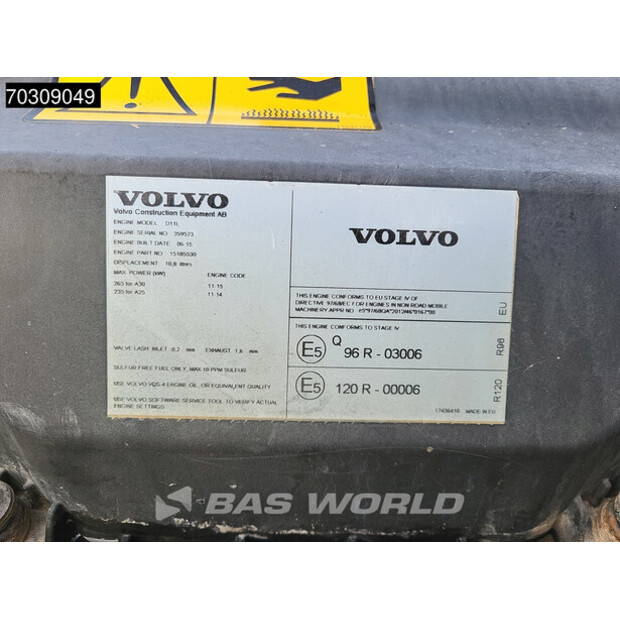 70309049
VOLVO
Volvo Construction Equipment AB
ENGINE MODEL D11L
ENGINE SERIAL NO 359573
ENGINE BUILT DATE 06-15
ENGINE PART NO 15185530
DISPLACEMENT 10,8 litres
MAX POWER (kW) ENGINE CODE
265 for A30 11-15
235 for A25 11-14
VALVE LASH INLET 0,2 mm EXHAUST 1,6 mm
SULFUR FREE FUEL ONLY, MAX 10 PPM SULFUR
USE VOLVO VDS-4 ENGINE OIL, OR EQUIVALENT QUALITY
USE VOLVO SOFTWARE SERVICE TOOL TO VERIFY ACTUAL
ENGINE SETTINGS
VOLVO
THIS ENGINE CONFORMS TO EU STAGE IV OF
DIRECTIVE 97/68/EC FOR ENGINES IN NON ROAD MOBILE
MACHINERY APPR NO
EU
THIS ENGINE CONFORMS TO STAGE IV
E5 Q 96 R - 03006
R96
E5 120 R - 00006
R120
17436416 MADE IN EU
BAS WORLD